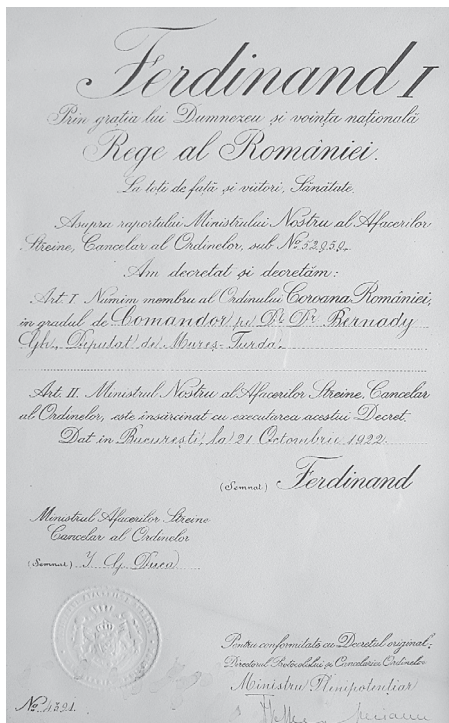 Ferdinand I
Prin grația lui Dumnezeu și voința națională
Rege al României.
La toți de față și viitori, Sănătate.
Asupra raportului Ministrului Nostru al Afacerilor
Streine, Cancelar al Ordinelor, sub No 52959.
Am decretat și decretăm:
Art. I Numim membru al Ordinului Coroana României,
în gradul de Comandor pe Dl Dr Bernady
Gh., Deputat de Mureș-Turda.
Art. II. Ministrul Nostru al Afacerilor Streine, Cancelar
al Ordinelor, este însărcinat cu executarea acestui Decret.
Dat în București, la 21 Octombrie 1922.
(Semnat) Ferdinand
Ministrul Afacerilor Streine
Cancelar al Ordinelor
(Semnat) I. G. Duca
Pentru conformitate cu Decretul original,
Directorul Protocolului și Cancelariei Ordinelor
Ministru Plenipotențiar
No 4521.